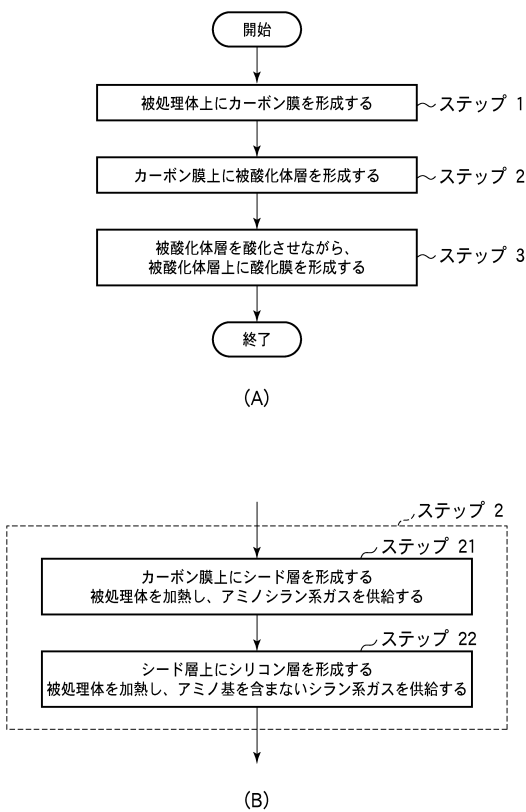 開始
被処理体上にカーボン膜を形成する
ステップ 1
カーボン膜上に被酸化体層を形成する
ステップ 2
被酸化体層を酸化させながら、
被酸化体層上に酸化膜を形成する
ステップ 3
終了
(A)
ステップ 2
ステップ 21
カーボン膜上にシード層を形成する
被処理体を加熱し、アミノシラン系ガスを供給する
ステップ 22
シード層上にシリコン層を形成する
被処理体を加熱し、アミノ基を含まないシラン系ガスを供給する
(B)